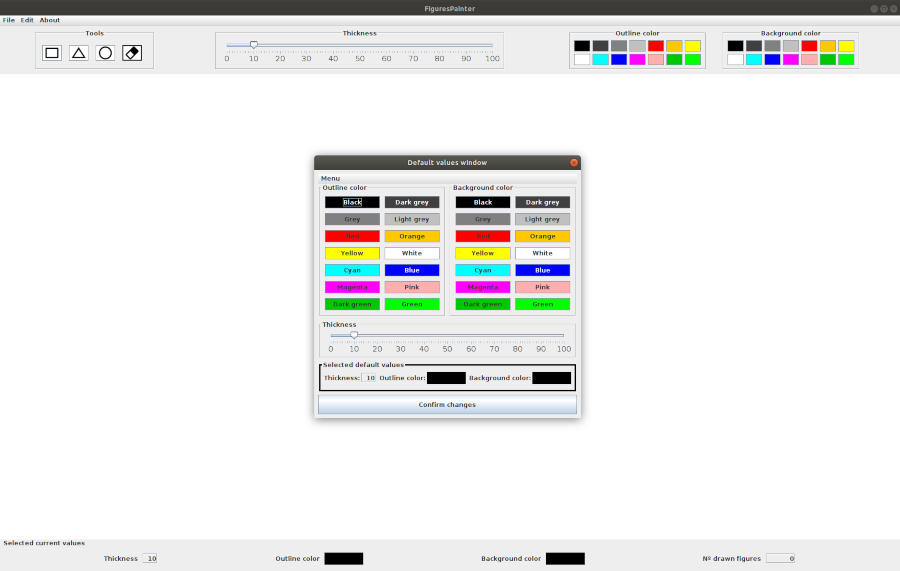 FiguresPainter
File Edit About
Tools
Thickness
0 10 20 30 40 50 60 70 80 90 100
Outline color
Background color
Default values window
Menu
Outline color
Black Dark grey
Grey Light grey
Red Orange
Yellow White
Cyan Blue
Magenta Pink
Dark green Green
Background color
Black Dark grey
Grey Light grey
Red Orange
Yellow White
Cyan Blue
Magenta Pink
Dark green Green
Thickness
0 10 20 30 40 50 60 70 80 90 100
Selected default values
Thickness: 10 Outline color: Background color:
Confirm changes
Selected current values
Thickness 10 Outline color Background color Nº drawn figures 0